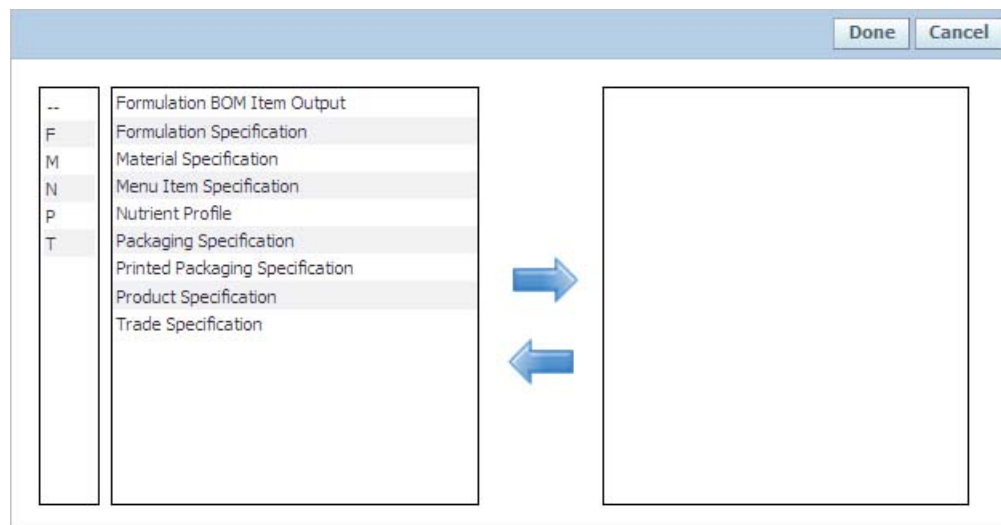 Done Cancel
--
F
M
N
P
T
Formulation BOM Item Output
Formulation Specification
Material Specification
Menu Item Specification
Nutrient Profile
Packaging Specification
Printed Packaging Specification
Product Specification
Trade Specification